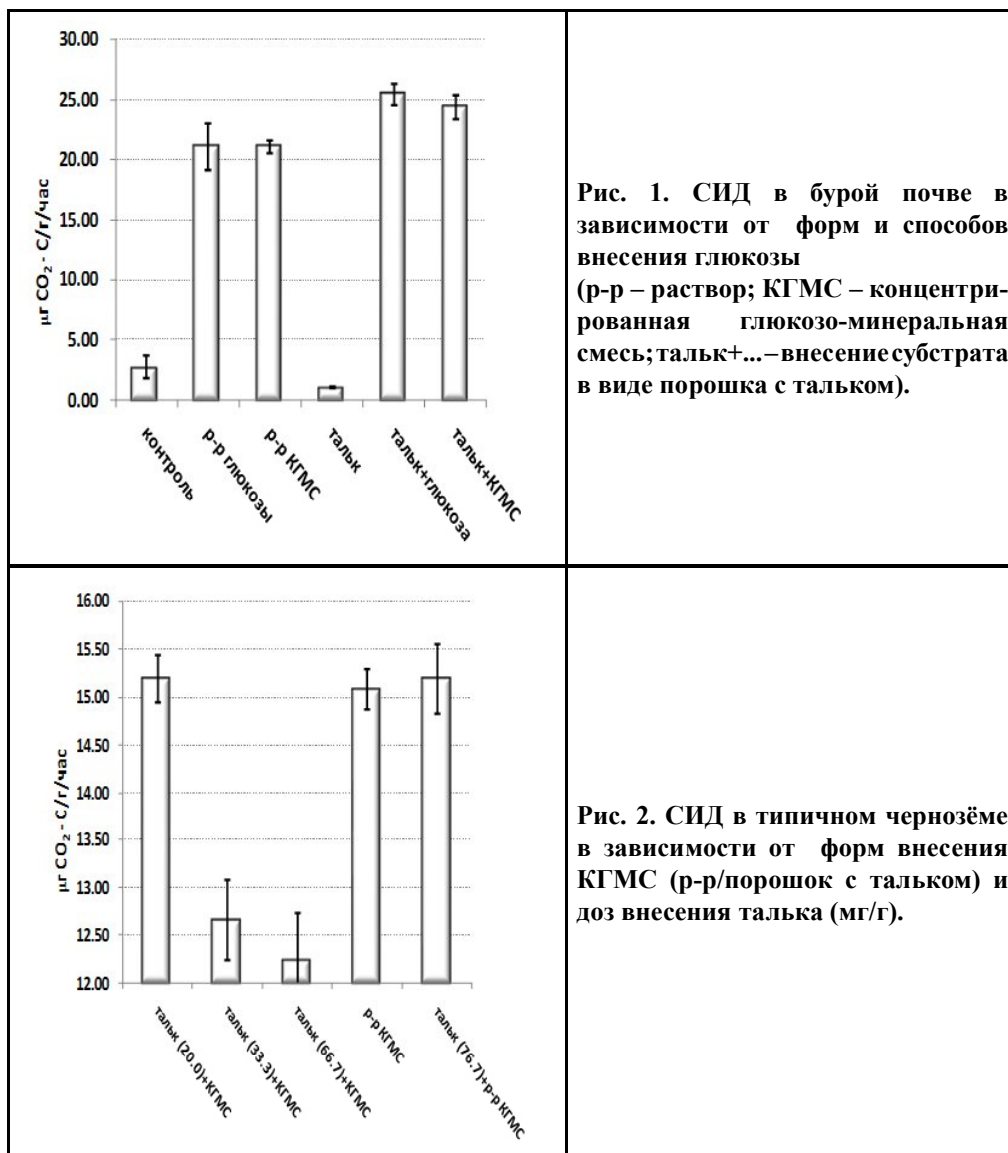 30.00
25.00
20.00
15.00
10.00
5.00
0.00
µг CO₂ - C/г/час
контроль
р-р глюкозы
р-р КГМС
тальк
тальк+глюкоза
тальк+КГМС
Рис. 1. СИД в бурой почве в
зависимости от форм и способов
внесения глюкозы
(р-р – раствор; КГМС – концентри-
рованная глюкозо-минеральная
смесь; тальк+... – внесение субстрата
в виде порошка с тальком).
16.00
15.50
15.00
14.50
14.00
13.50
13.00
12.50
12.00
µг CO₂ - C/г/час
тальк (20.0)+КГМС
тальк (33.3)+КГМС
тальк (66.7)+КГМС
р-р КГМС
тальк (76.7)+р-р КГМС
Рис. 2. СИД в типичном чернозёме
в зависимости от форм внесения
КГМС (р-р/порошок с тальком) и
доз внесения талька (мг/г).